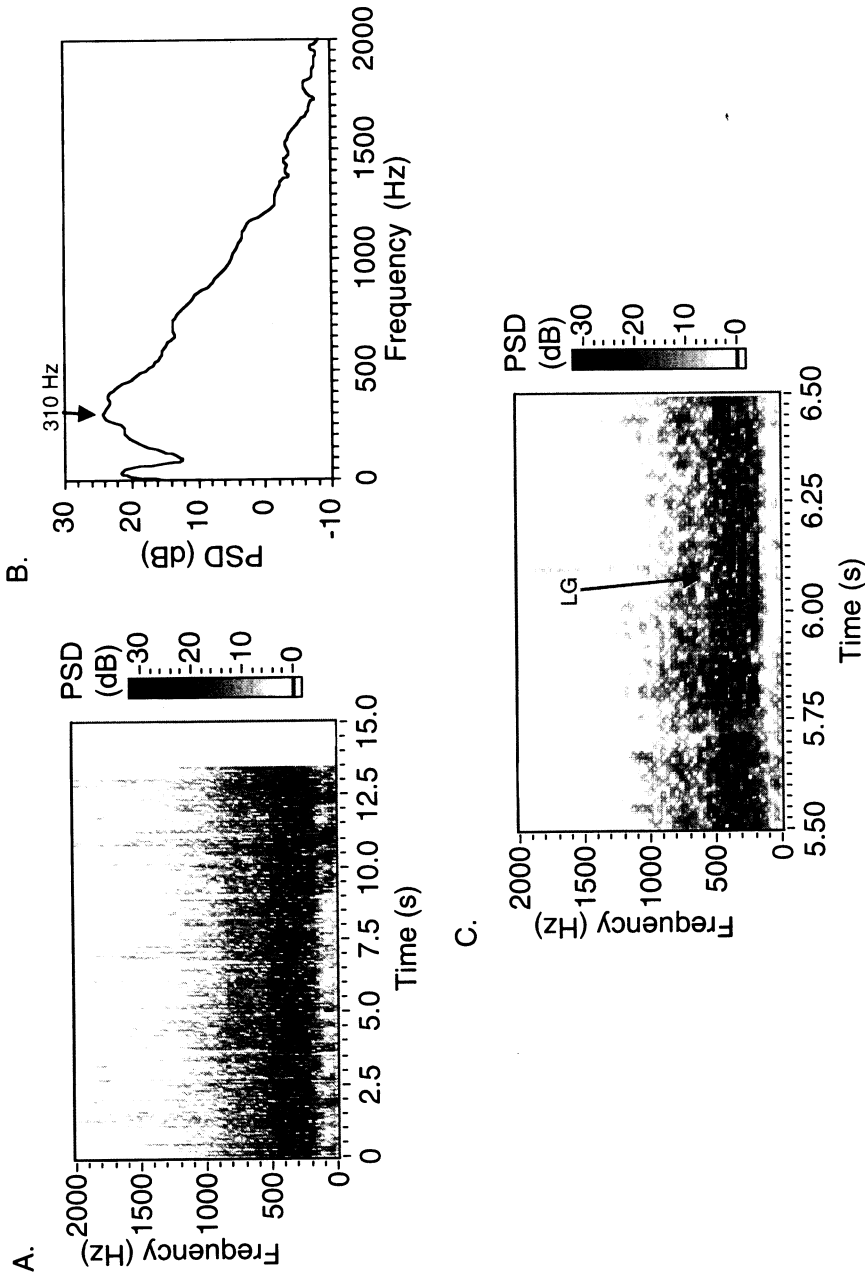 A.
2000
1500
1000
500
0
Frequency (Hz)
0
2.5
5.0
7.5
10.0
12.5
15.0
Time (s)
PSD
(dB)
30
20
10
0
B.
310 Hz
30
20
10
0
-10
PSD (dB)
0
500
1000
1500
2000
Frequency (Hz)
C.
2000
1500
1000
500
0
Frequency (Hz)
LG
5.50
5.75
6.00
6.25
6.50
Time (s)
PSD
(dB)
30
20
10
0